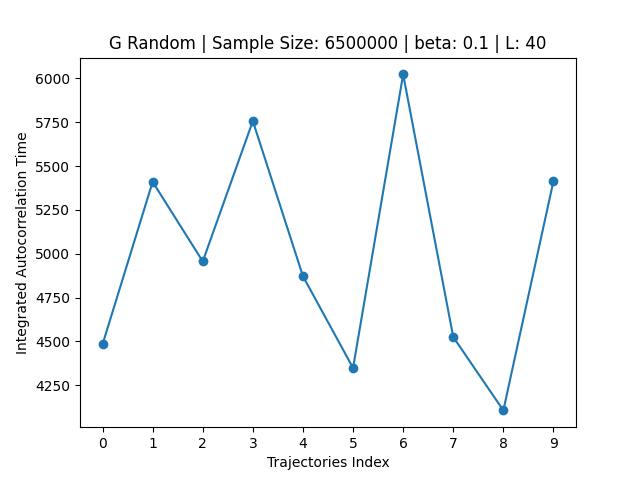 G Random | Sample Size: 6500000 | beta: 0.1 | L: 40
Integrated Autocorrelation Time
6000
5750
5500
5250
5000
4750
4500
4250
0 1 2 3 4 5 6 7 8 9
Trajectories Index